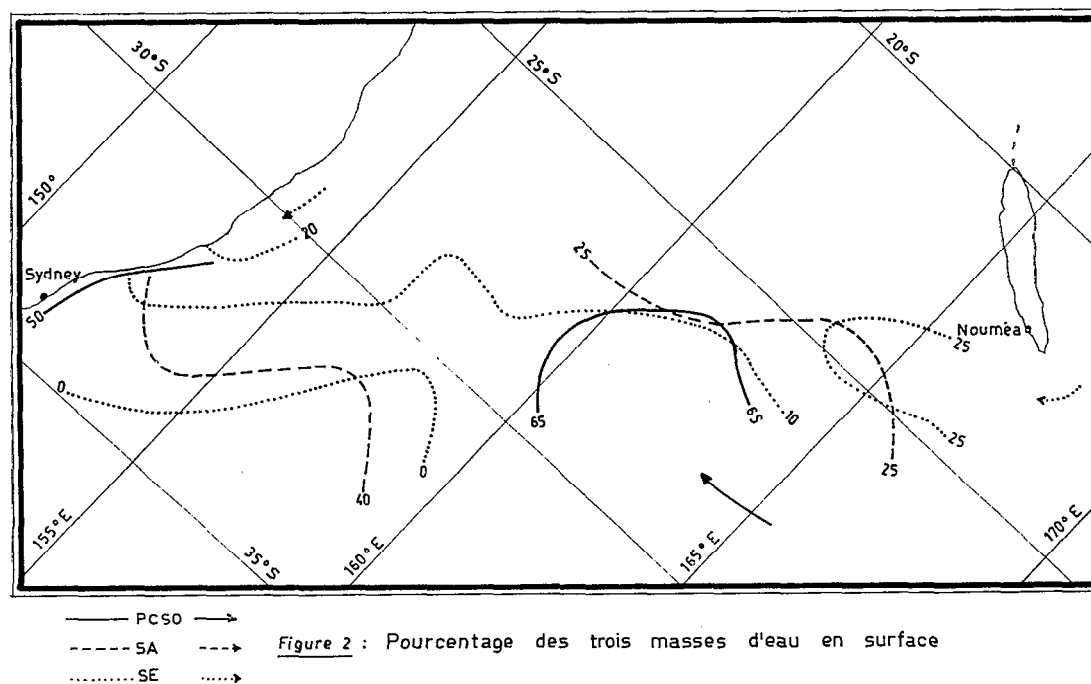 30°S
25°S
20°S
150°
20
25
Sydney
Nouméa
25
50
0
65
65
10
25
0
25
40
155°E
35°S
160°E
165°E
170°E
PCSO
SA
SE
Figure 2 : Pourcentage des trois masses d'eau en surface